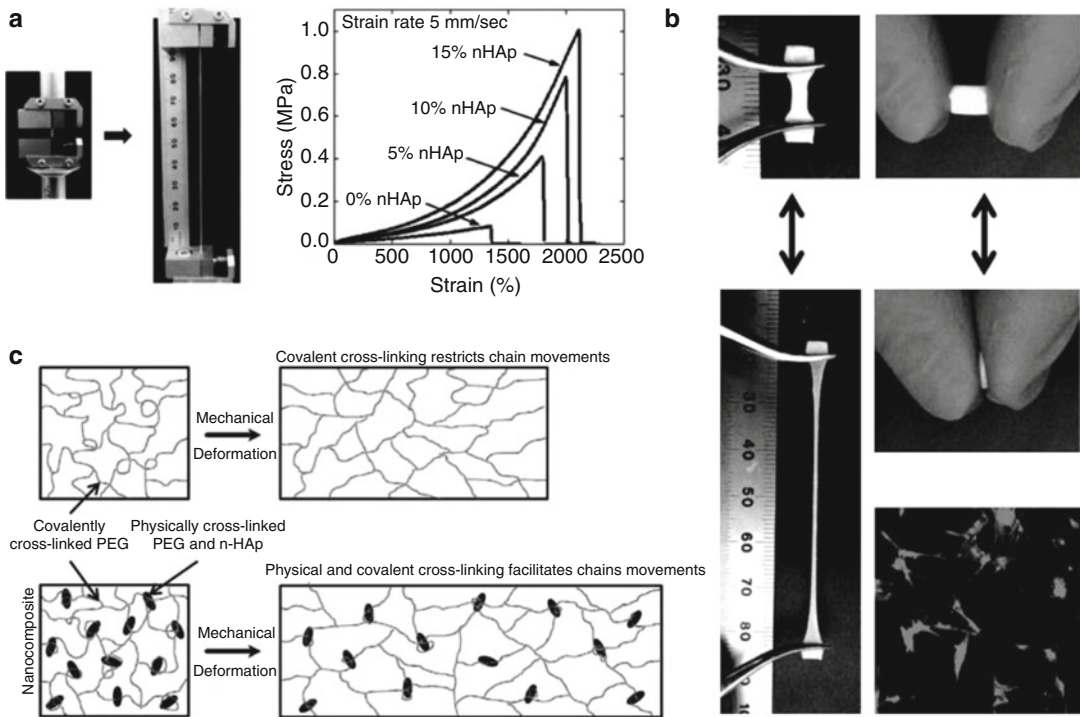 a
Strain rate 5 mm/sec
15% nHAp
10% nHAp
5% nHAp
0% nHAp
1.0
0.8
0.6
0.4
0.2
0.0
0 500 1000 1500 2000 2500
Stress (MPa)
Strain (%)
b
30
30
40
50
60
70
80
c
Covalent cross-linking restricts chain movements
Mechanical
Deformation
Covalently
cross-linked PEG
Physically cross-linked
PEG and n-HAp
Physical and covalent cross-linking facilitates chains movements
Nanocomposite
Mechanical
Deformation